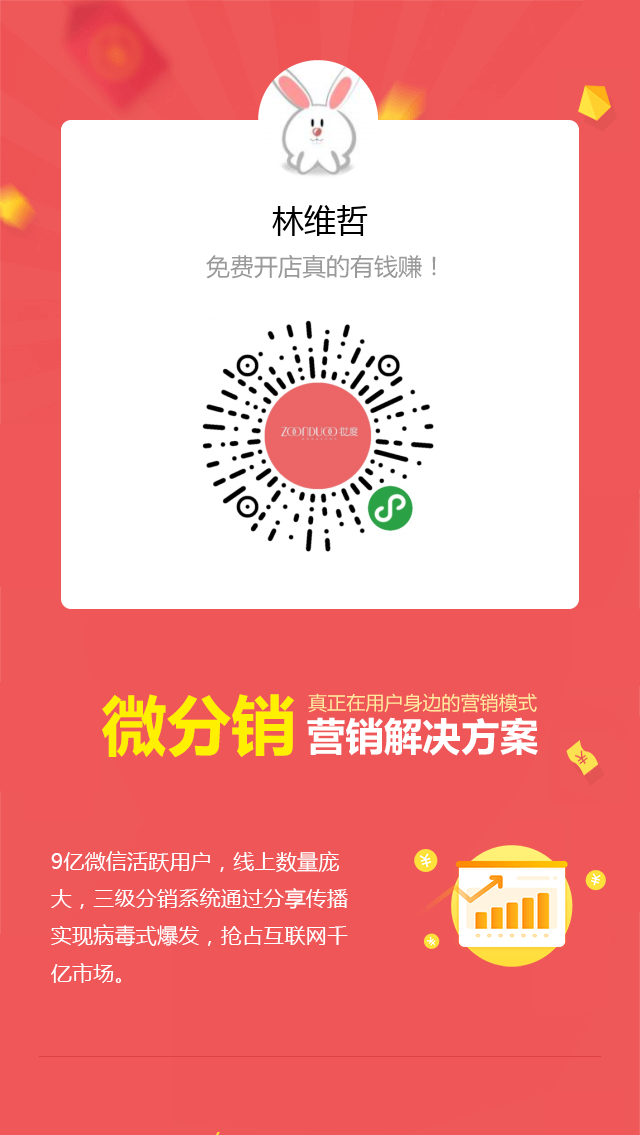 林维哲
免费开店真的有钱赚！
ZOONDUOO 忆度
微分销
真正在用户身边的营销模式
营销解决方案
9亿微信活跃用户，线上数量庞
大，三级分销系统通过分享传播
实现病毒式爆发，抢占互联网千
亿市场。